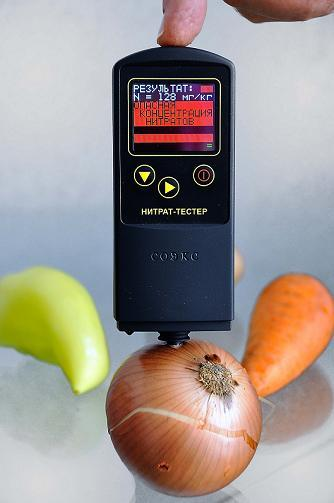 РЕЗУЛЬТАТ:
N = 128 мг/кг
ОПАСНАЯ
КОНЦЕНТРАЦИЯ
НИТРАТОВ
НИТРАТ-ТЕСТЕР
СОЭКС